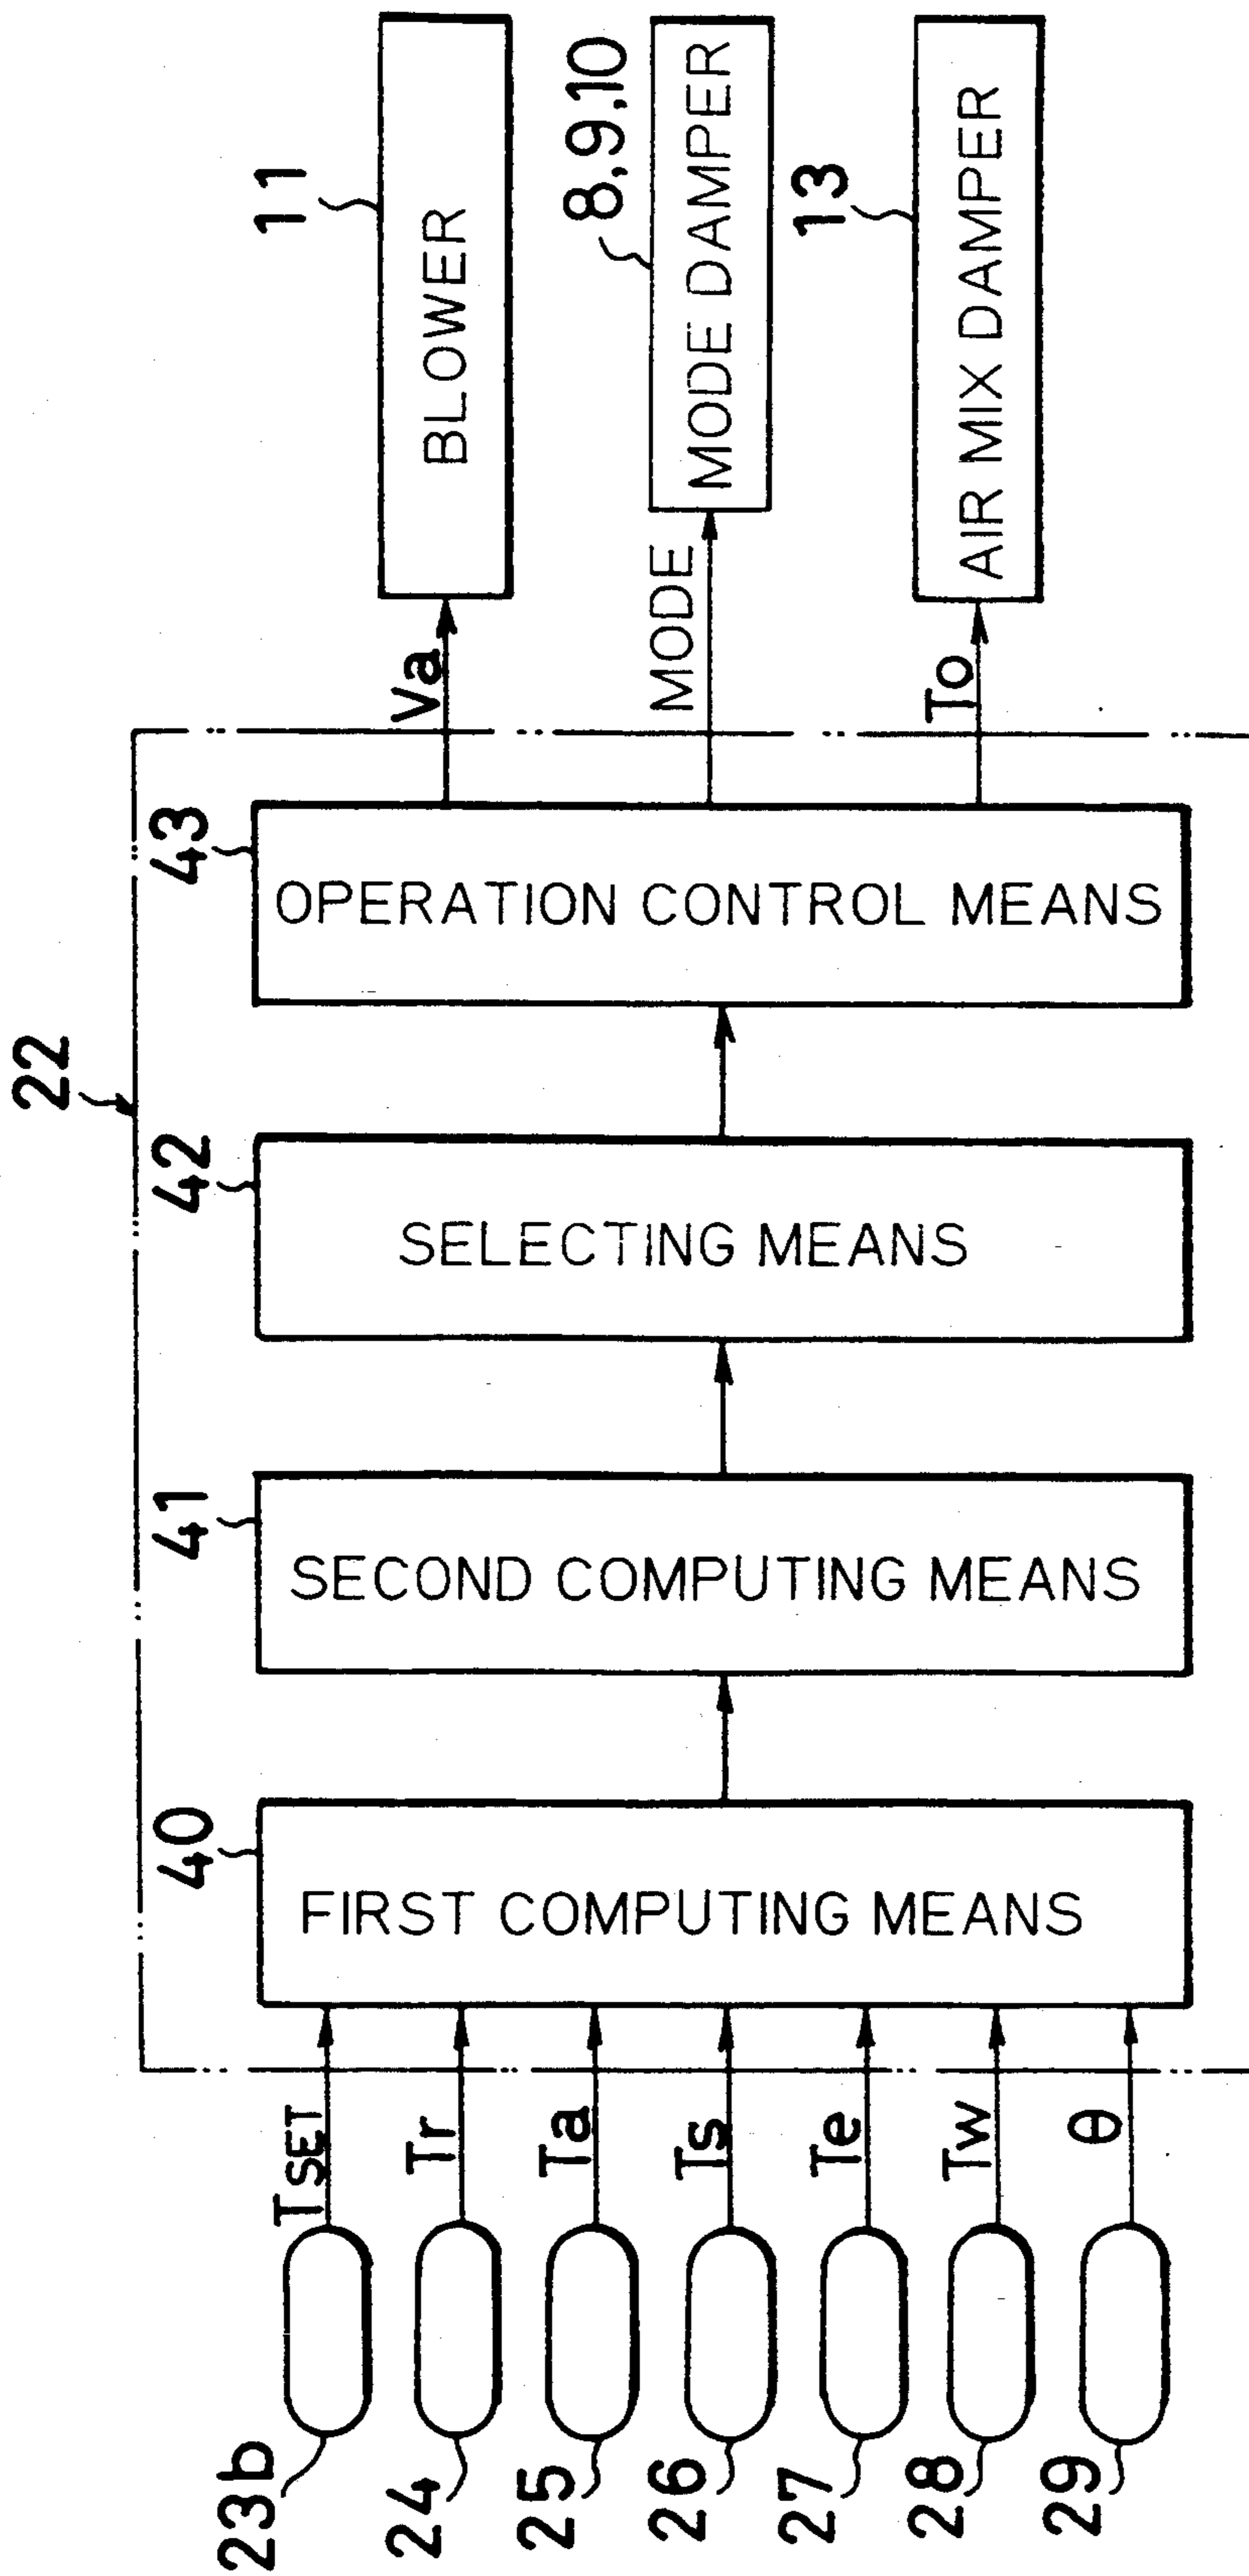 22
23b
TSET
24
Tr
25
Ta
26
Ts
27
Te
28
Tw
29
θ
40
FIRST COMPUTING MEANS
41
SECOND COMPUTING MEANS
42
SELECTING MEANS
43
OPERATION CONTROL MEANS
Va
11
BLOWER
MODE
8,9,10
MODE DAMPER
To
13
AIR MIX DAMPER